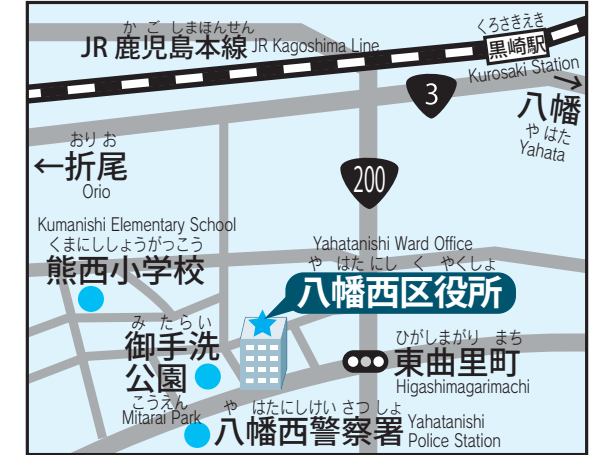 か ご しまほんせん
JR 鹿児島本線 JR Kagoshima Line
くろさきえき
黒崎駅
Kurosaki Station
→
八幡
や はた
Yahata
3
おり お
←折尾
Orio
200
Kumanishi Elementary School
くまにししょうがっこう
熊西小学校
Yahatanishi Ward Office
や はた にし く やくしょ
八幡西区役所
み たらい
御手洗
公園
こうえん
Mitarai Park
ひがしまがり まち
東曲里町
Higashimagarimachi
や はたにしけい さつ しょ
八幡西警察署 Yahatanishi
Police Station